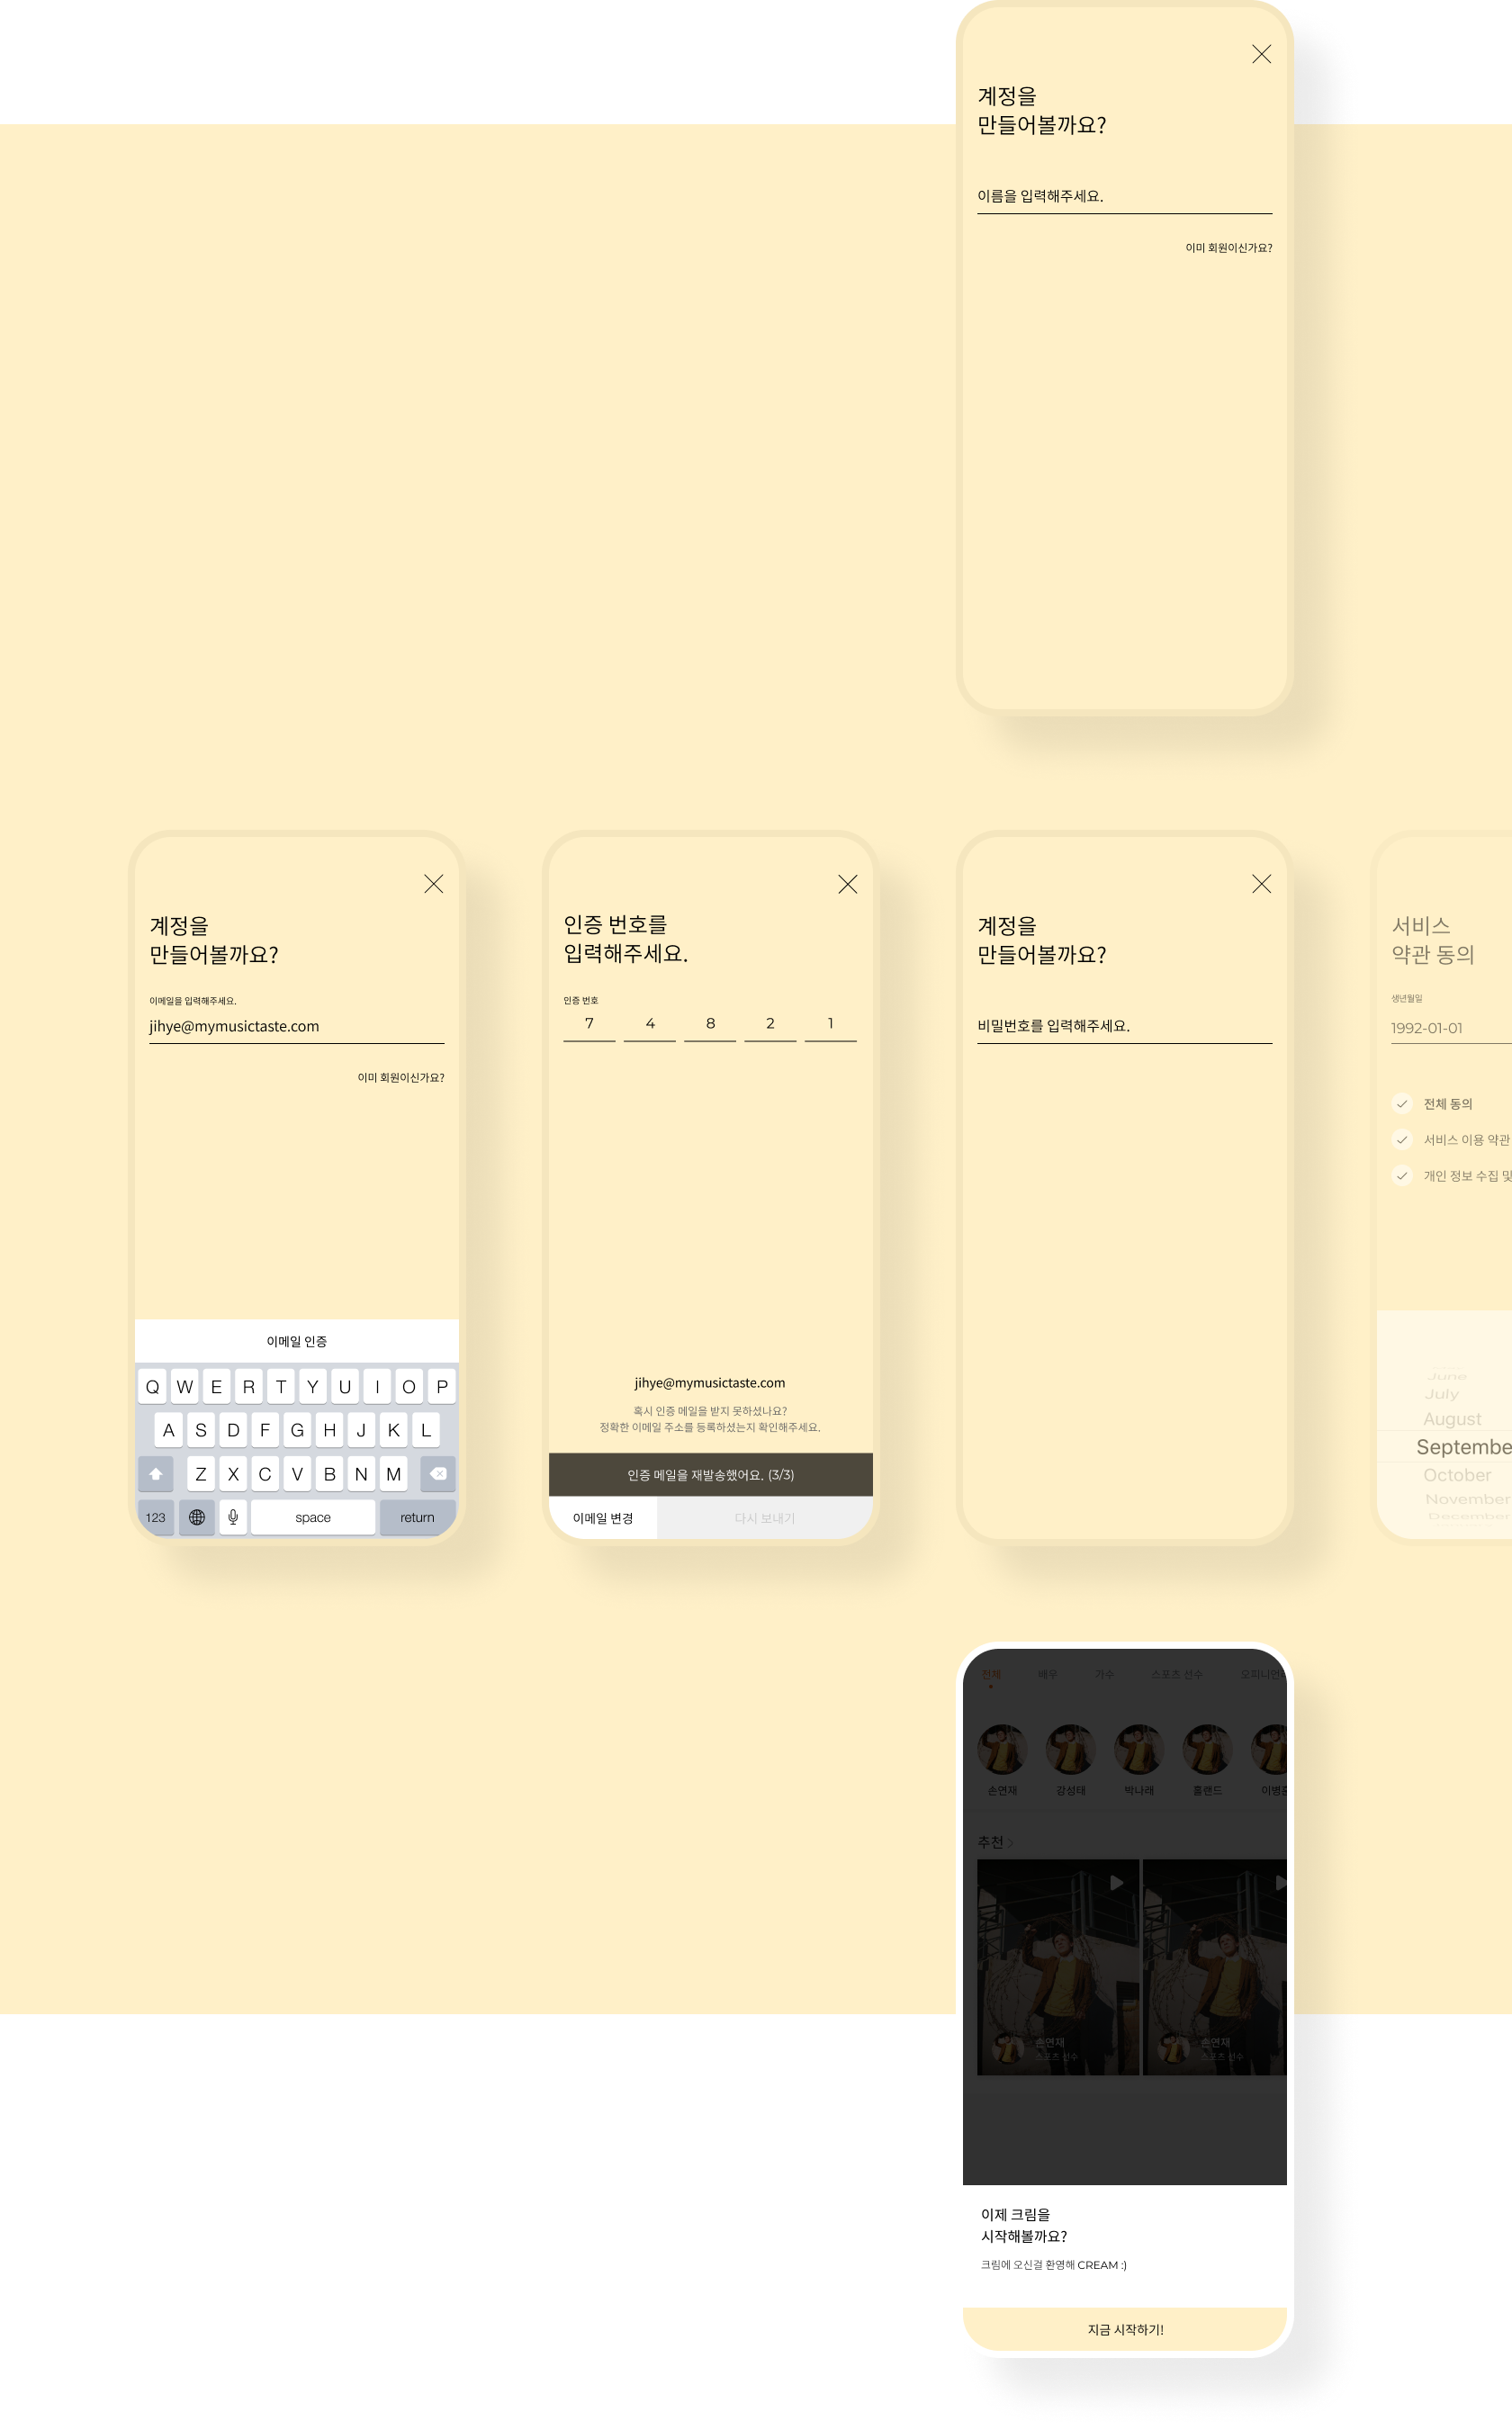 계정을
만들어볼까요?
이름을 입력해주세요.
이미 회원이신가요?
계정을
만들어볼까요?
이메일을 입력해주세요.
jihye@mymusictaste.com
이미 회원이신가요?
이메일 인증
Q W E R T Y U I O P
A S D F G H J K L
Z X C V B N M
123 space return
인증 번호를
입력해주세요.
인증 번호
7 4 8 2 1
jihye@mymusictaste.com
혹시 인증 메일을 받지 못하셨나요?
정확한 이메일 주소를 등록하셨는지 확인해주세요.
인증 메일을 재발송했어요. (3/3)
이메일 변경 다시 보내기
계정을
만들어볼까요?
비밀번호를 입력해주세요.
서비스
약관 동의
생년월일
1992-01-01
전체 동의
서비스 이용 약관
개인 정보 수집 및
June
July
August
Septembe
October
November
December
전체 배우 가수 스포츠 선수 오피니언
손연재 강성태 박나래 홀랜드 이병
추천
손연재 손연재
스포츠 선수 스포츠 선수
이제 크림을
시작해볼까요?
크림에 오신걸 환영해 CREAM :)
지금 시작하기!